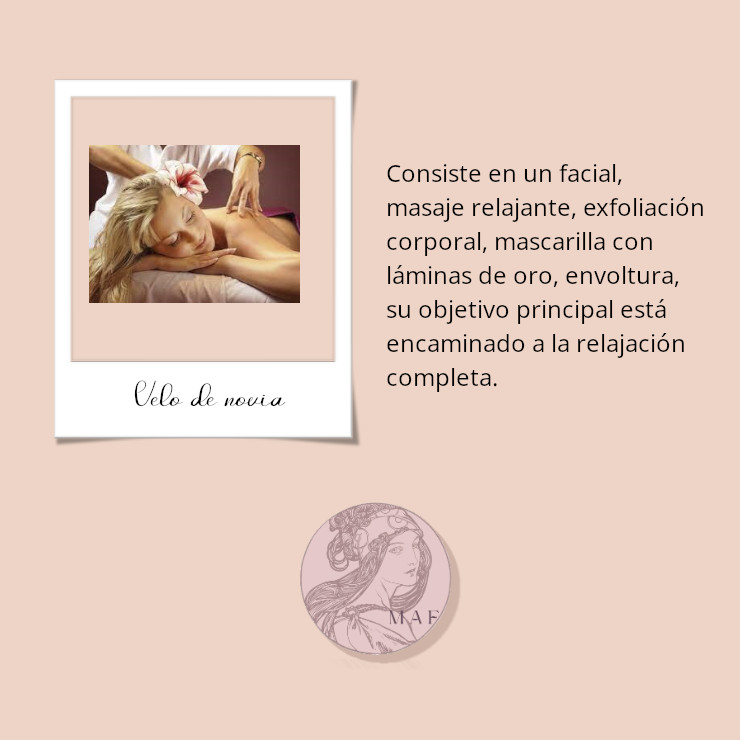 Consiste en un facial,
masaje relajante, exfoliación
corporal, mascarilla con
láminas de oro, envoltura,
su objetivo principal está
encaminado a la relajación
completa.
Velo de novia